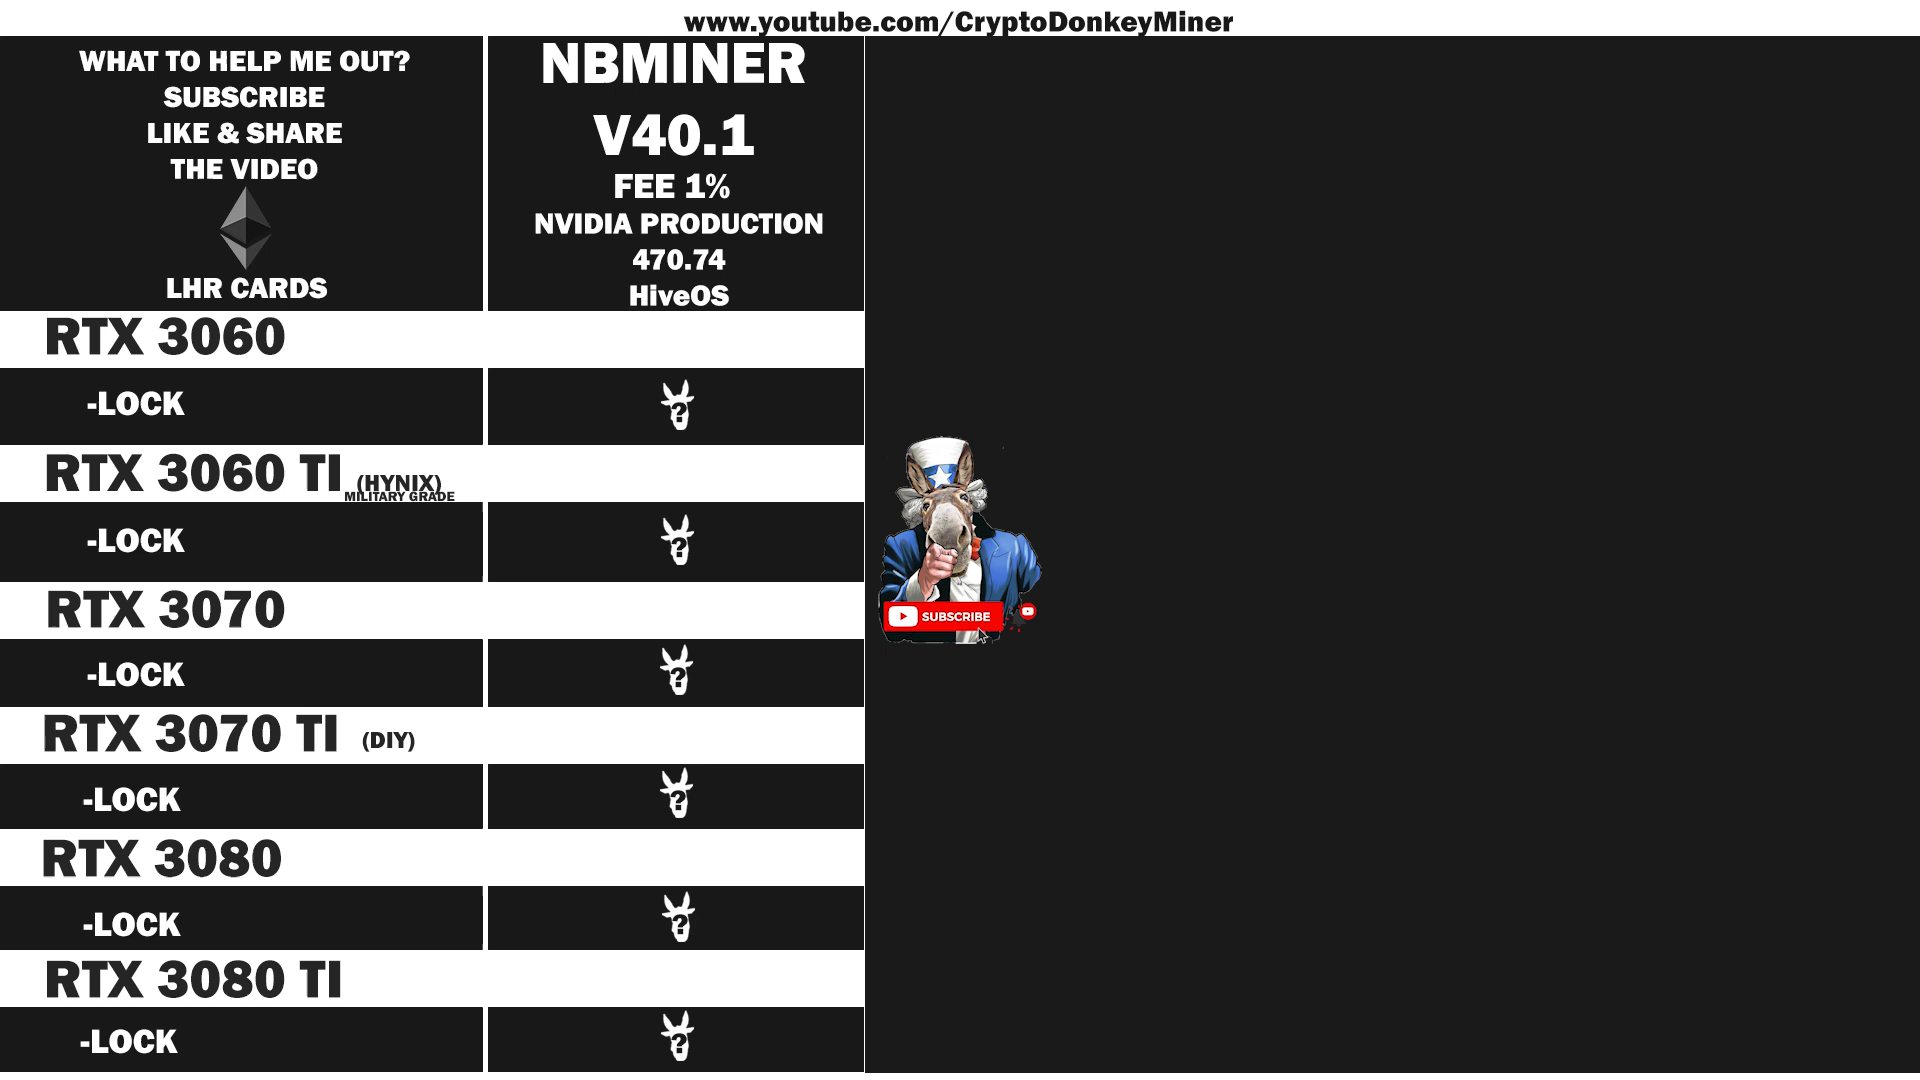 www.youtube.com/CryptoDonkeyMiner
WHAT TO HELP ME OUT?
SUBSCRIBE
LIKE & SHARE
THE VIDEO
LHR CARDS
NBMINER
V40.1
FEE 1%
NVIDIA PRODUCTION
470.74
HiveOS
RTX 3060
-LOCK
?
RTX 3060 TI (HYNIX)
MILITARY GRADE
-LOCK
?
RTX 3070
-LOCK
?
RTX 3070 TI (DIY)
-LOCK
?
RTX 3080
-LOCK
?
RTX 3080 TI
-LOCK
?
SUBSCRIBE